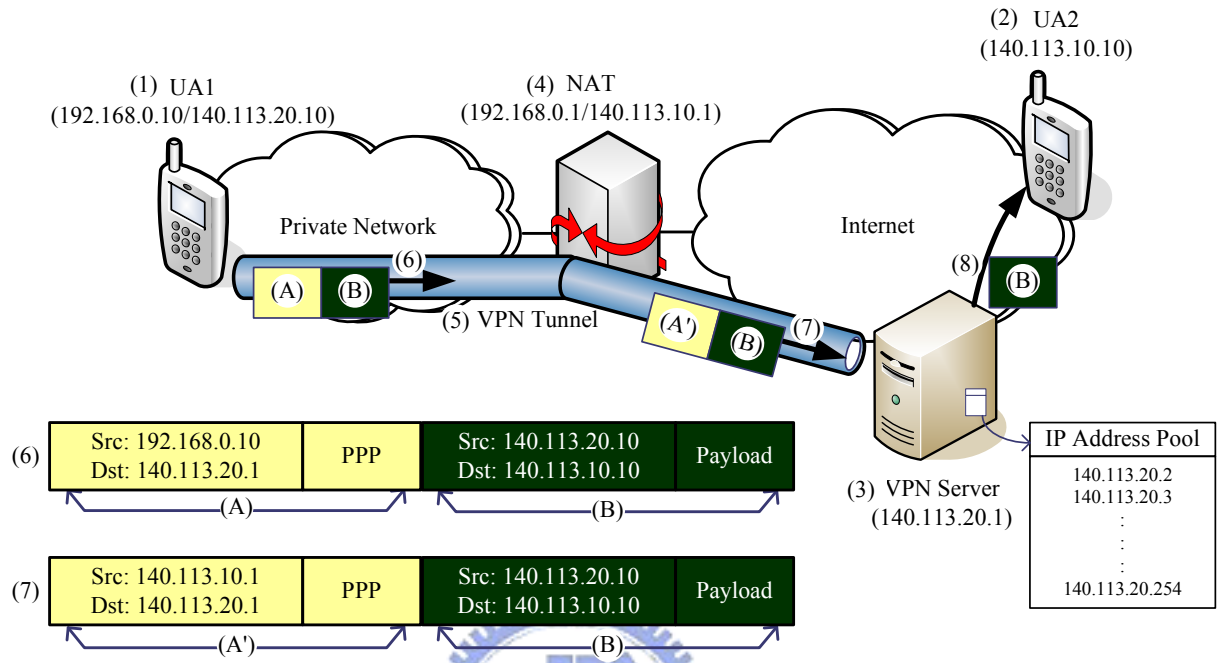 (2) UA2
(140.113.10.10)
(1) UA1
(192.168.0.10/140.113.20.10)
(4) NAT
(192.168.0.1/140.113.10.1)
Private Network
Internet
(A) (B) (6)
(5) VPN Tunnel
(A') (B) (7)
(8)
(B)
(3) VPN Server
(140.113.20.1)
IP Address Pool
140.113.20.2
140.113.20.3
:
:
:
140.113.20.254
(6)
Src: 192.168.0.10
Dst: 140.113.20.1
PPP
Src: 140.113.20.10
Dst: 140.113.10.10
Payload
(A)
(B)
(7)
Src: 140.113.10.1
Dst: 140.113.20.1
PPP
Src: 140.113.20.10
Dst: 140.113.10.10
Payload
(A')
(B)